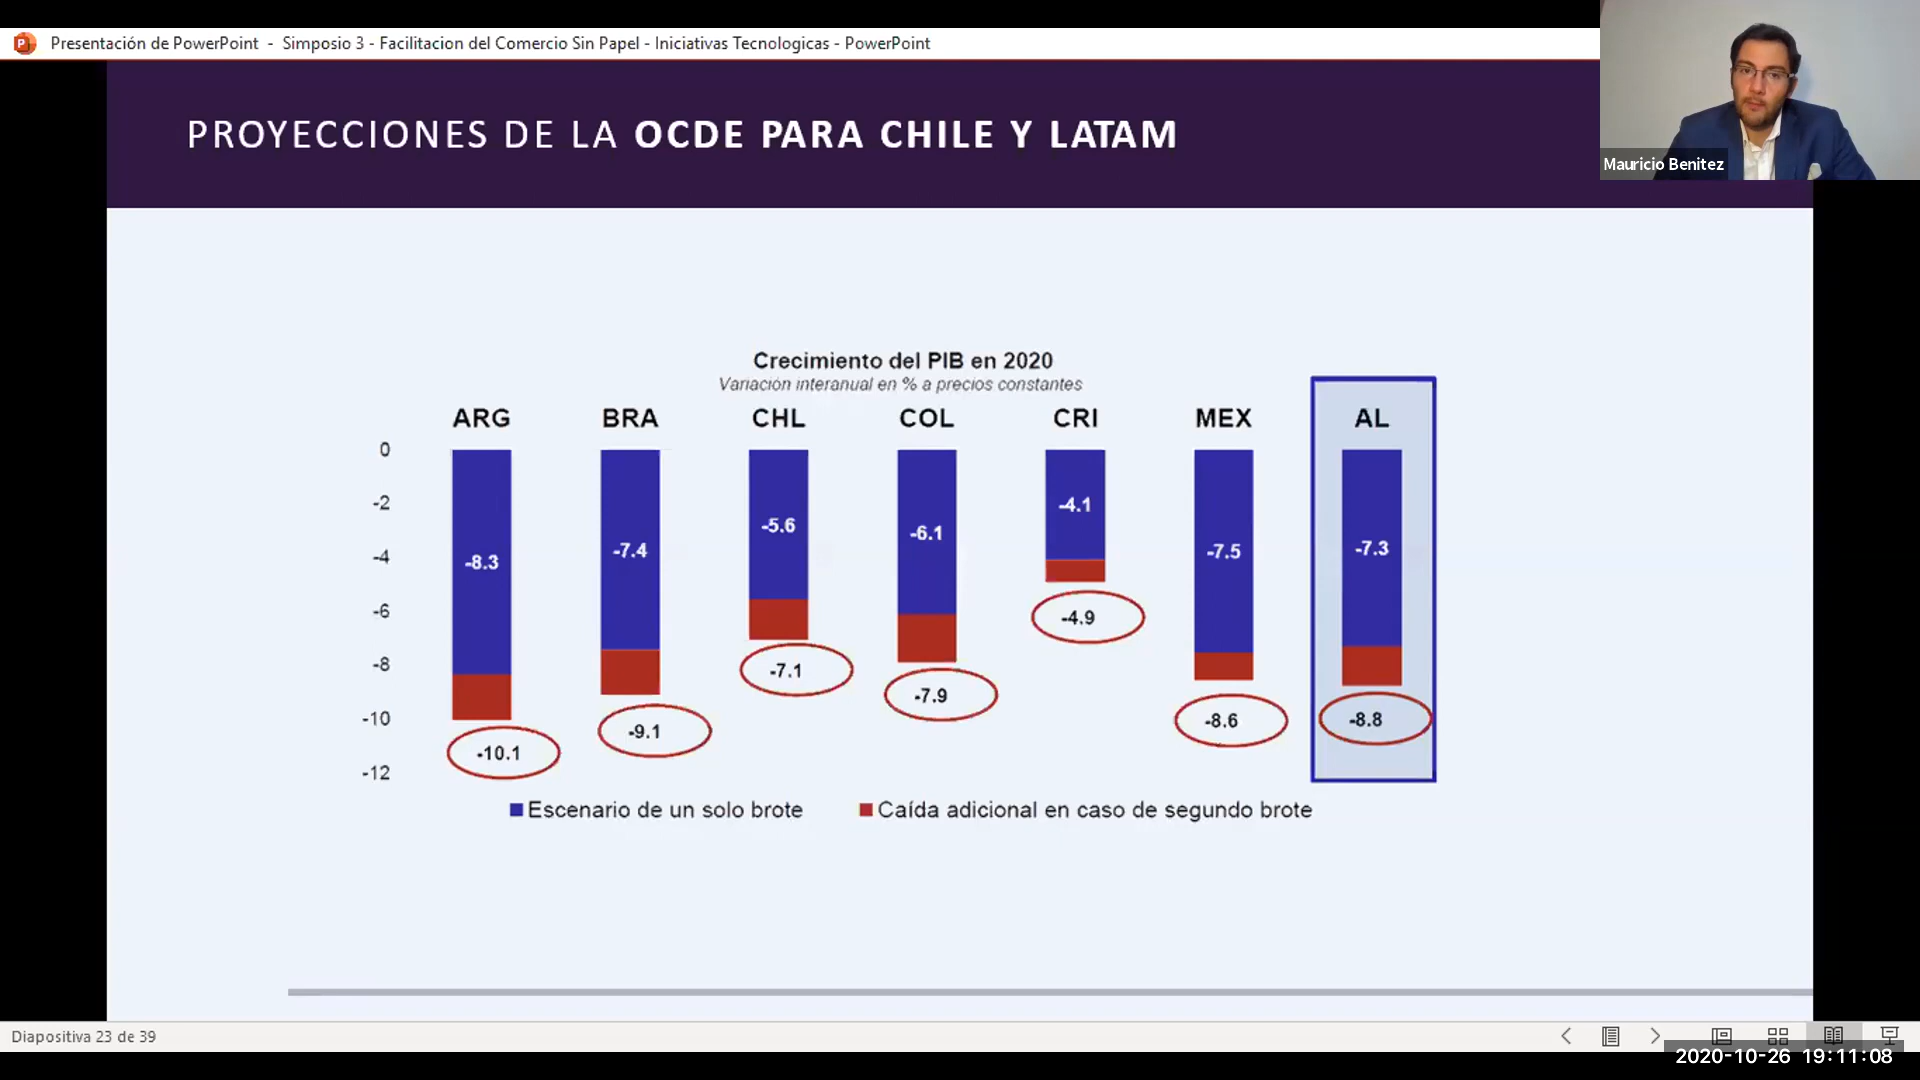 Presentación de PowerPoint - Simposio 3 - Facilitacion del Comercio Sin Papel - Iniciativas Tecnologicas - PowerPoint
Mauricio Benitez
PROYECCIONES DE LA OCDE PARA CHILE Y LATAM
Crecimiento del PIB en 2020
Variación interanual en % a precios constantes
ARG BRA CHL COL CRI MEX AL
0
-2
-4
-6
-8
-10
-12
-8.3 -7.4 -5.6 -6.1 -4.1 -7.5 -7.3
-10.1 -9.1 -7.1 -7.9 -4.9 -8.6 -8.8
Escenario de un solo brote Caída adicional en caso de segundo brote
Diapositiva 23 de 39
2020-10-26 19:11:08